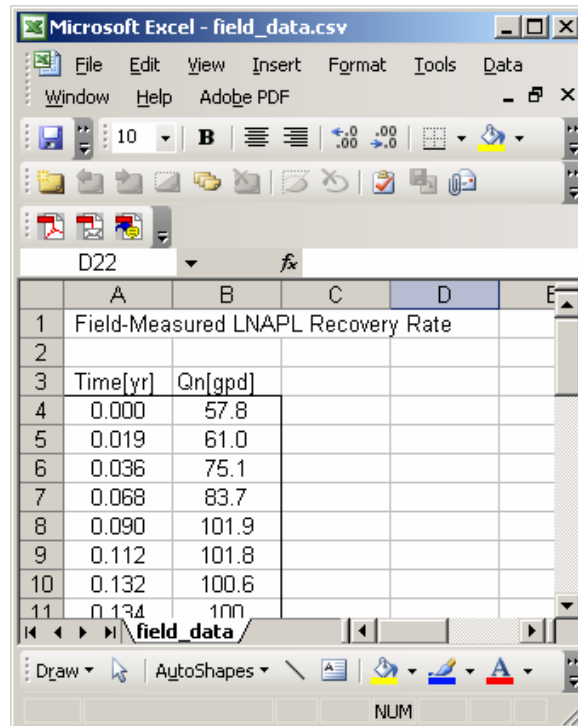 Microsoft Excel - field_data.csv
File Edit View Insert Format Tools Data
Window Help Adobe PDF
10 B
D22 fx
A B C D E
1 Field-Measured LNAPL Recovery Rate
2
3 Time[yr] Qn[gpd]
4 0.000 57.8
5 0.019 61.0
6 0.036 75.1
7 0.068 83.7
8 0.090 101.9
9 0.112 101.8
10 0.132 100.6
11 0.134 100
field_data
Draw AutoShapes A
NUM